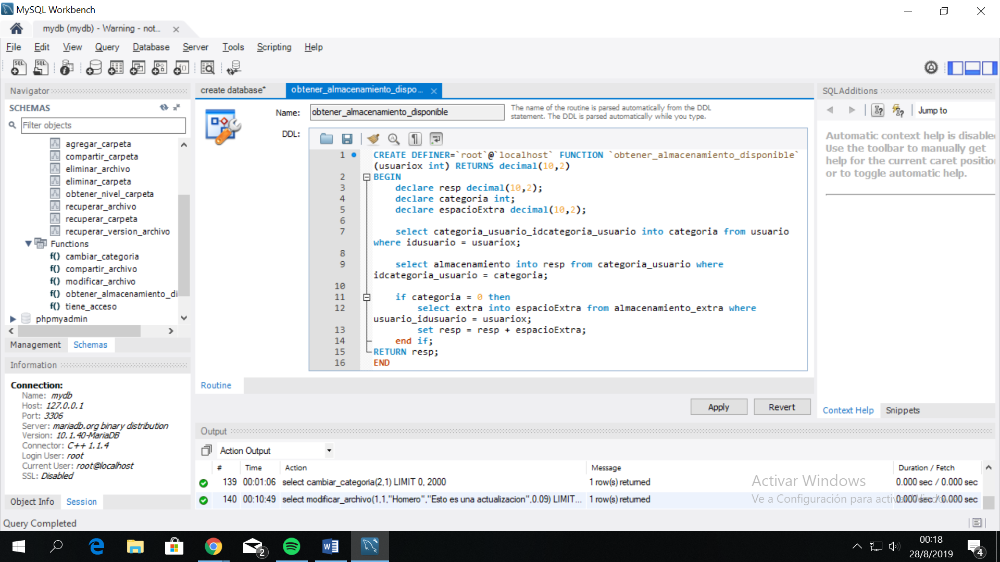 MySQL Workbench
mydb (mydb) - Warning - not...
File Edit View Query Database Server Tools Scripting Help
Navigator
SCHEMAS
Filter objects
agregar_carpeta
compartir_carpeta
eliminar_archivo
eliminar_carpeta
obtener_nivel_carpeta
recuperar_archivo
recuperar_carpeta
recuperar_version_archivo
Functions
f() cambiar_categoria
f() compartir_archivo
f() modificar_archivo
f() obtener_almacenamiento_di
f() tiene_acceso
phpmyadmin
Management Schemas
Information
Connection:
Name: mydb
Host: 127.0.0.1
Port: 3306
Server: mariadb.org binary distribution
Version: 10.1.40-MariaDB
Connector: C++ 1.1.4
Login User: root
Current User: root@localhost
SSL: Disabled
Object Info Session
Query Completed
create database* obtener_almacenamiento_dispo...
Name: obtener_almacenamiento_disponible
The name of the routine is parsed automatically from the DDL
statement. The DDL is parsed automatically while you type.
DDL:
1 CREATE DEFINER=`root`@`localhost` FUNCTION `obtener_almacenamiento_disponible`
(usuariox int) RETURNS decimal(10,2)
2 BEGIN
3 declare resp decimal(10,2);
4 declare categoria int;
5 declare espacioExtra decimal(10,2);
6
7 select categoria_usuario_idcategoria_usuario into categoria from usuario
where idusuario = usuariox;
8
9 select almacenamiento into resp from categoria_usuario where
idcategoria_usuario = categoria;
10
11 if categoria = 0 then
12 select extra into espacioExtra from almacenamiento_extra where
usuario_idusuario = usuariox;
13 set resp = resp + espacioExtra;
14 end if;
15 RETURN resp;
16 END
Routine
Apply Revert
SQLAdditions
Jump to
Automatic context help is disable
Use the toolbar to manually get
help for the current caret position
or to toggle automatic help.
Context Help Snippets
Output
Action Output
# Time Action Message Duration / Fetch
139 00:01:06 select cambiar_categoria(2,1) LIMIT 0, 2000 1 row(s) returned 0.000 sec / 0.000 sec
140 00:10:49 select modificar_archivo(1,1,"Homero","Esto es una actualizacion",0.09) LIMIT... 1 row(s) returned 0.000 sec / 0.000 sec
Activar Windows
Ve a Configuración para activar Windows.
2
00:18
28/8/2019
4